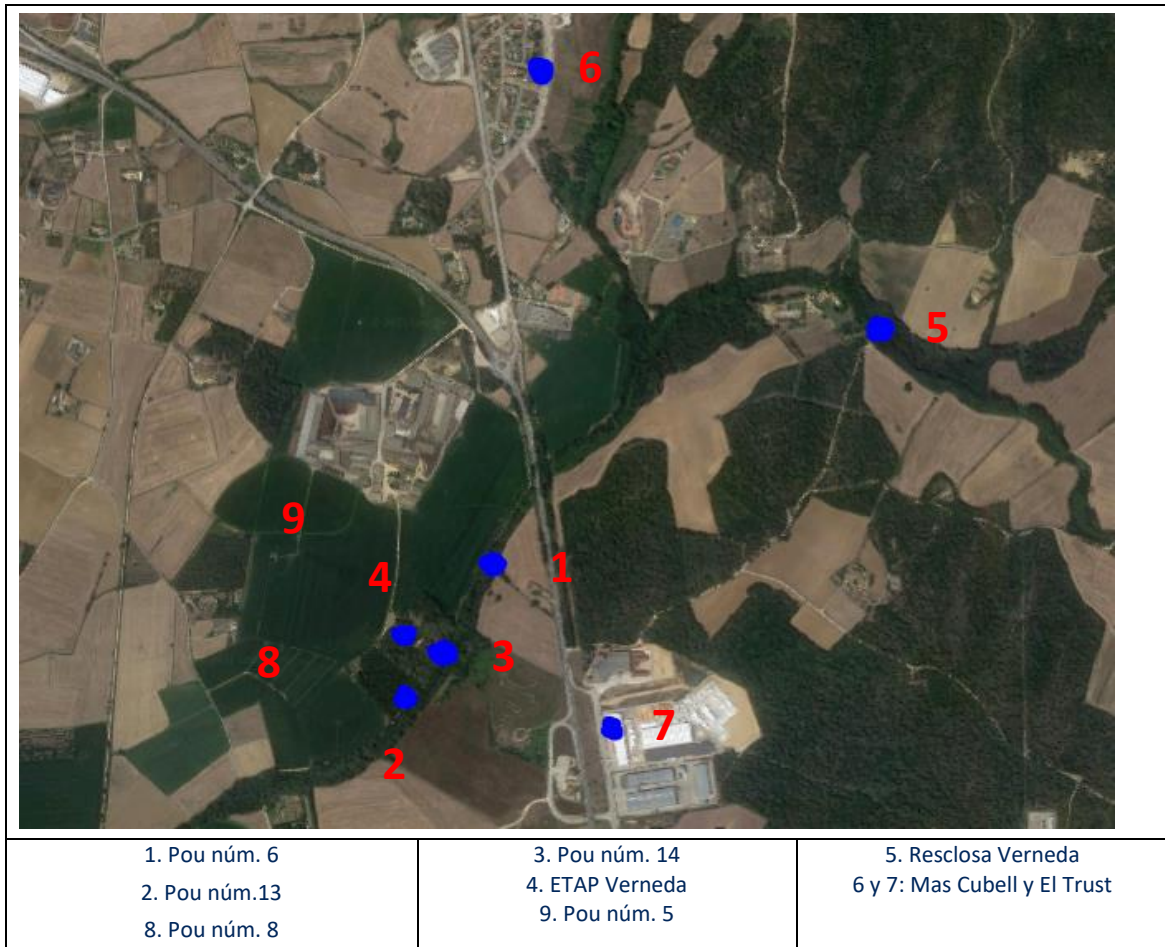 6
5
9
1
4
3
8
7
2
1. Pou núm. 6
2. Pou núm.13
8. Pou núm. 8
3. Pou núm. 14
4. ETAP Verneda
9. Pou núm. 5
5. Resclosa Verneda
6 y 7: Mas Cubell y El Trust